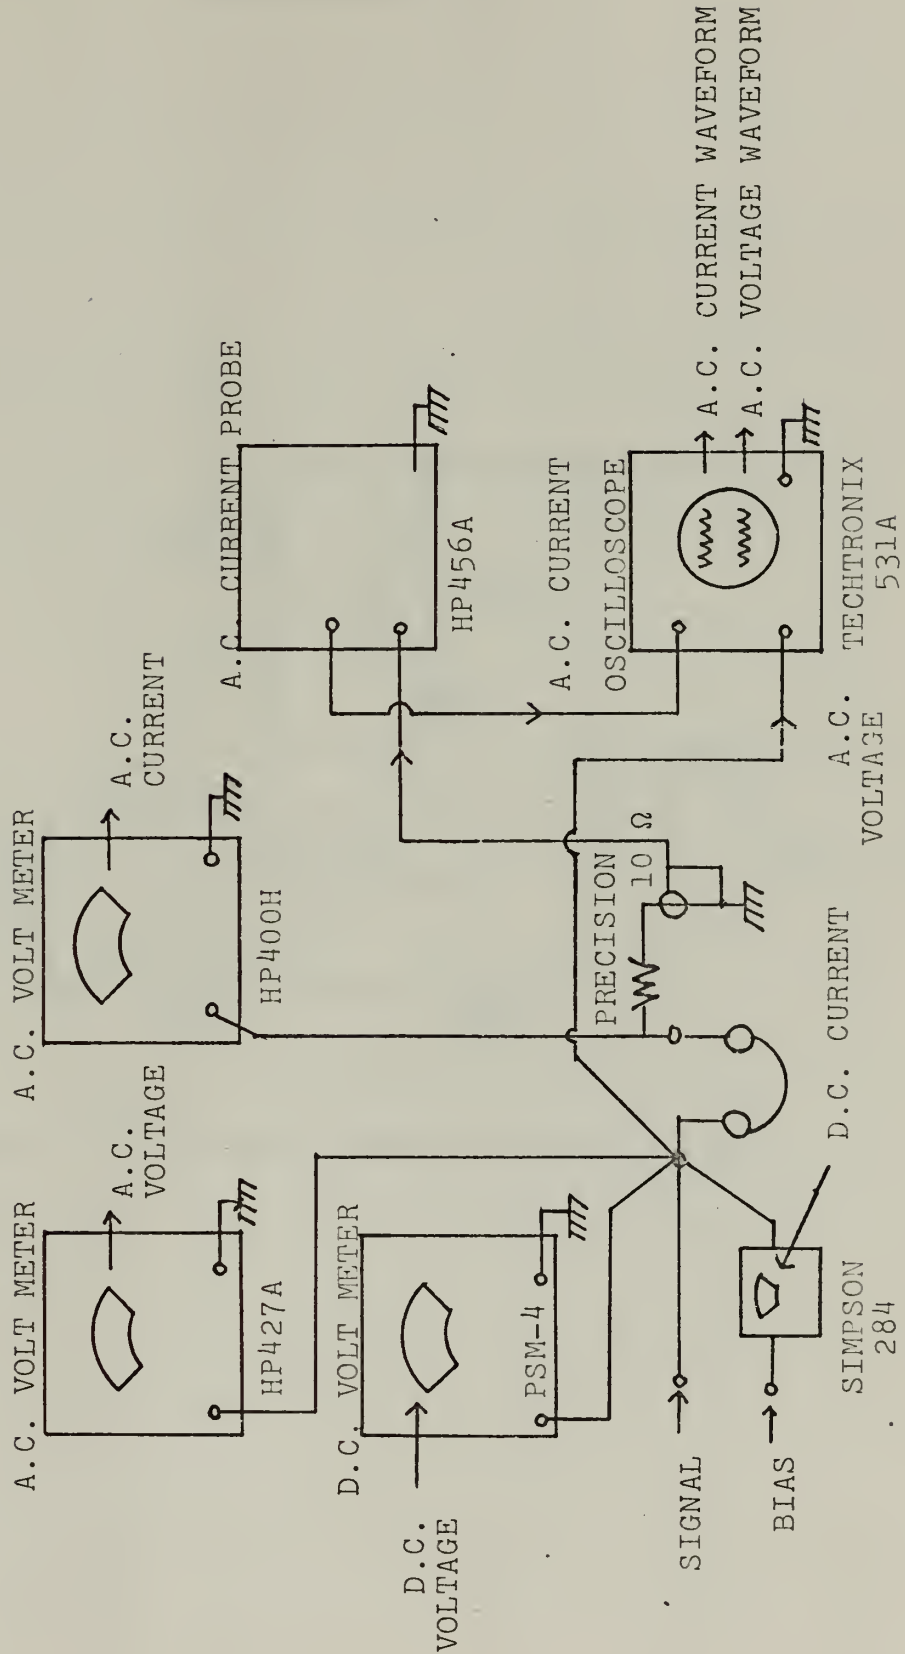 A.C. VOLT METER
A.C.
VOLTAGE
HP427A
A.C. VOLT METER
A.C.
CURRENT
HP400H
D.C. VOLT METER
D.C.
VOLTAGE
PSM-4
A.C. CURRENT PROBE
HP456A
A.C. CURRENT
OSCILLOSCOPE
A.C. CURRENT WAVEFORM
A.C. VOLTAGE WAVEFORM
TECHTRONIX
531A
A.C.
VOLTAGE
PRECISION
10 Ω
SIGNAL
BIAS
SIMPSON
284
D.C. CURRENT